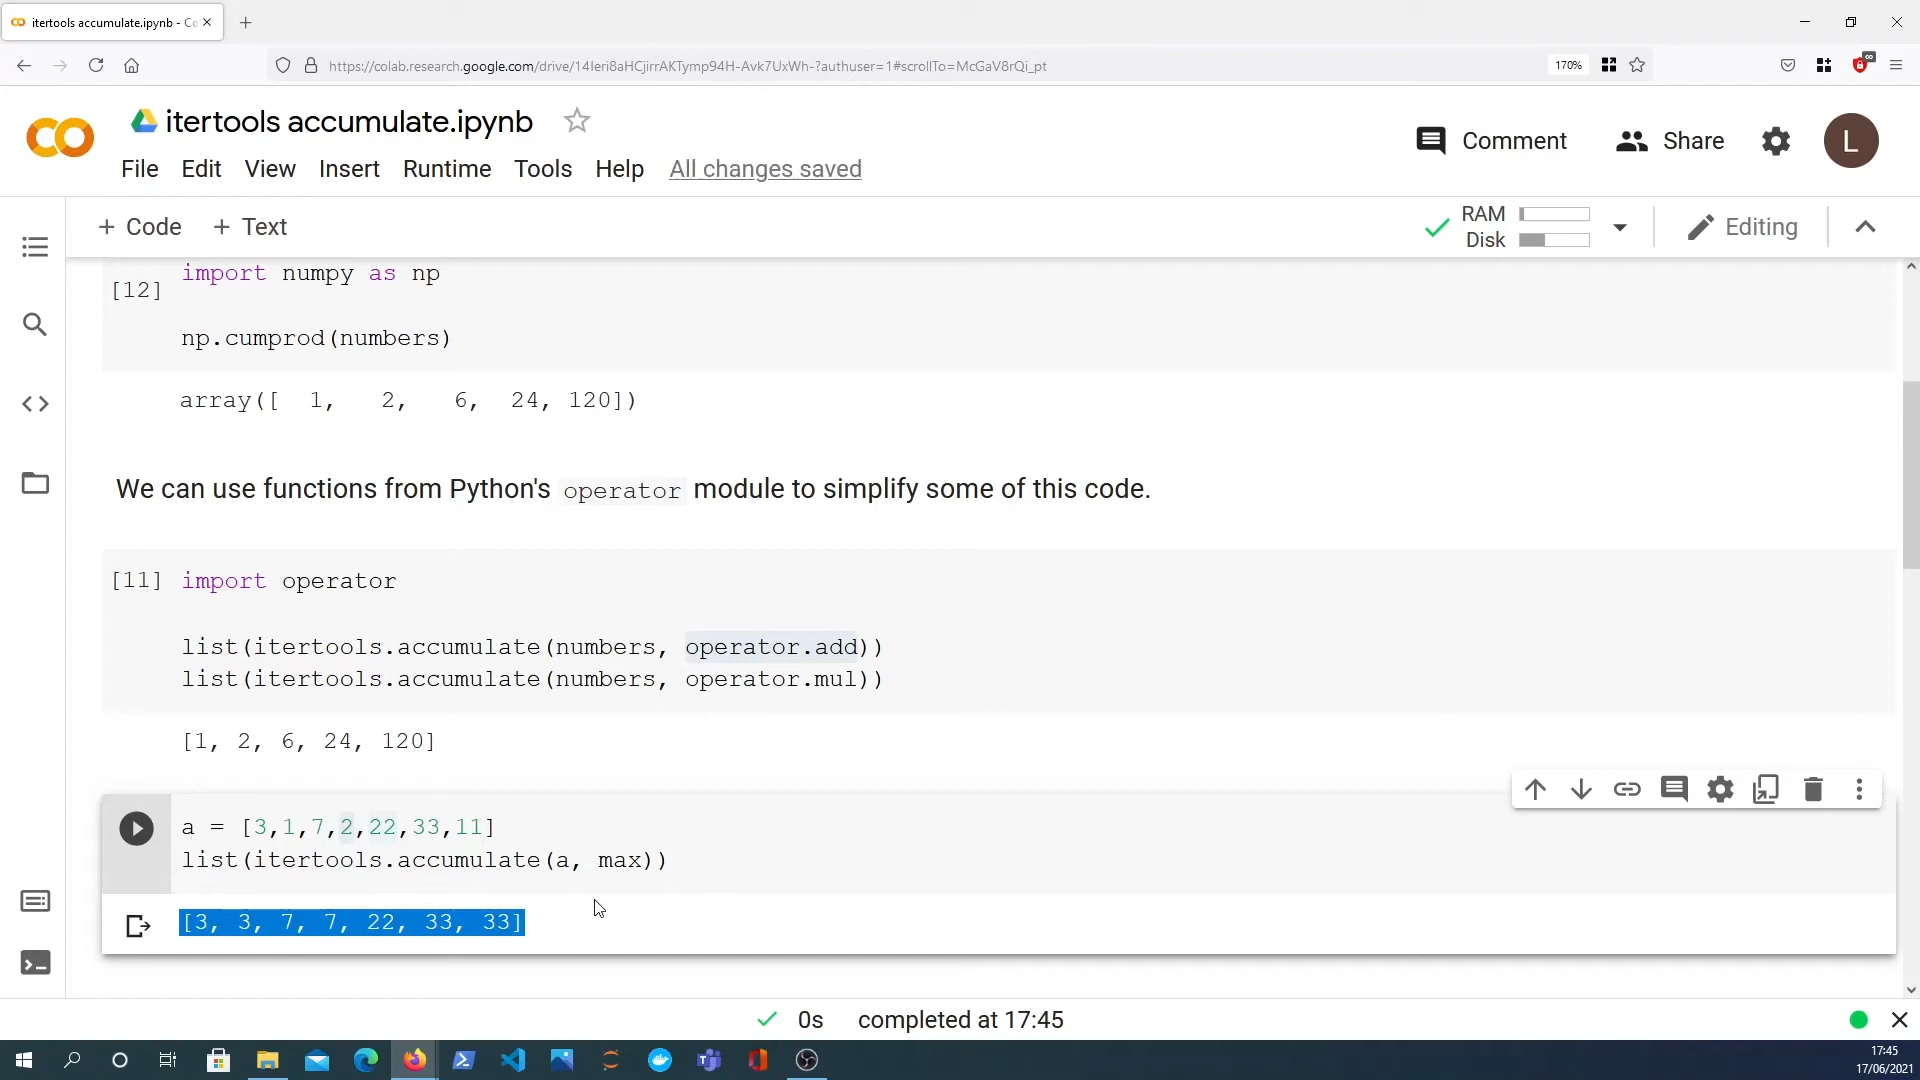 itertools accumulate.ipynb - Co
https://colab.research.google.com/drive/14Ieri8aHCjirrAKTymp94H-Avk7UxWh-?authuser=1#scrollTo=McGaV8rQi_pt
170%
itertools accumulate.ipynb
Comment
Share
L
File Edit View Insert Runtime Tools Help All changes saved
+ Code + Text
RAM
Disk
Editing
[12]
import numpy as np
np.cumprod(numbers)
array([  1,   2,   6,  24, 120])
We can use functions from Python's operator module to simplify some of this code.
[11] import operator
list(itertools.accumulate(numbers, operator.add))
list(itertools.accumulate(numbers, operator.mul))
[1, 2, 6, 24, 120]
a = [3,1,7,2,22,33,11]
list(itertools.accumulate(a, max))
[3, 3, 7, 7, 22, 33, 33]
0s completed at 17:45
17:45
17/06/2021